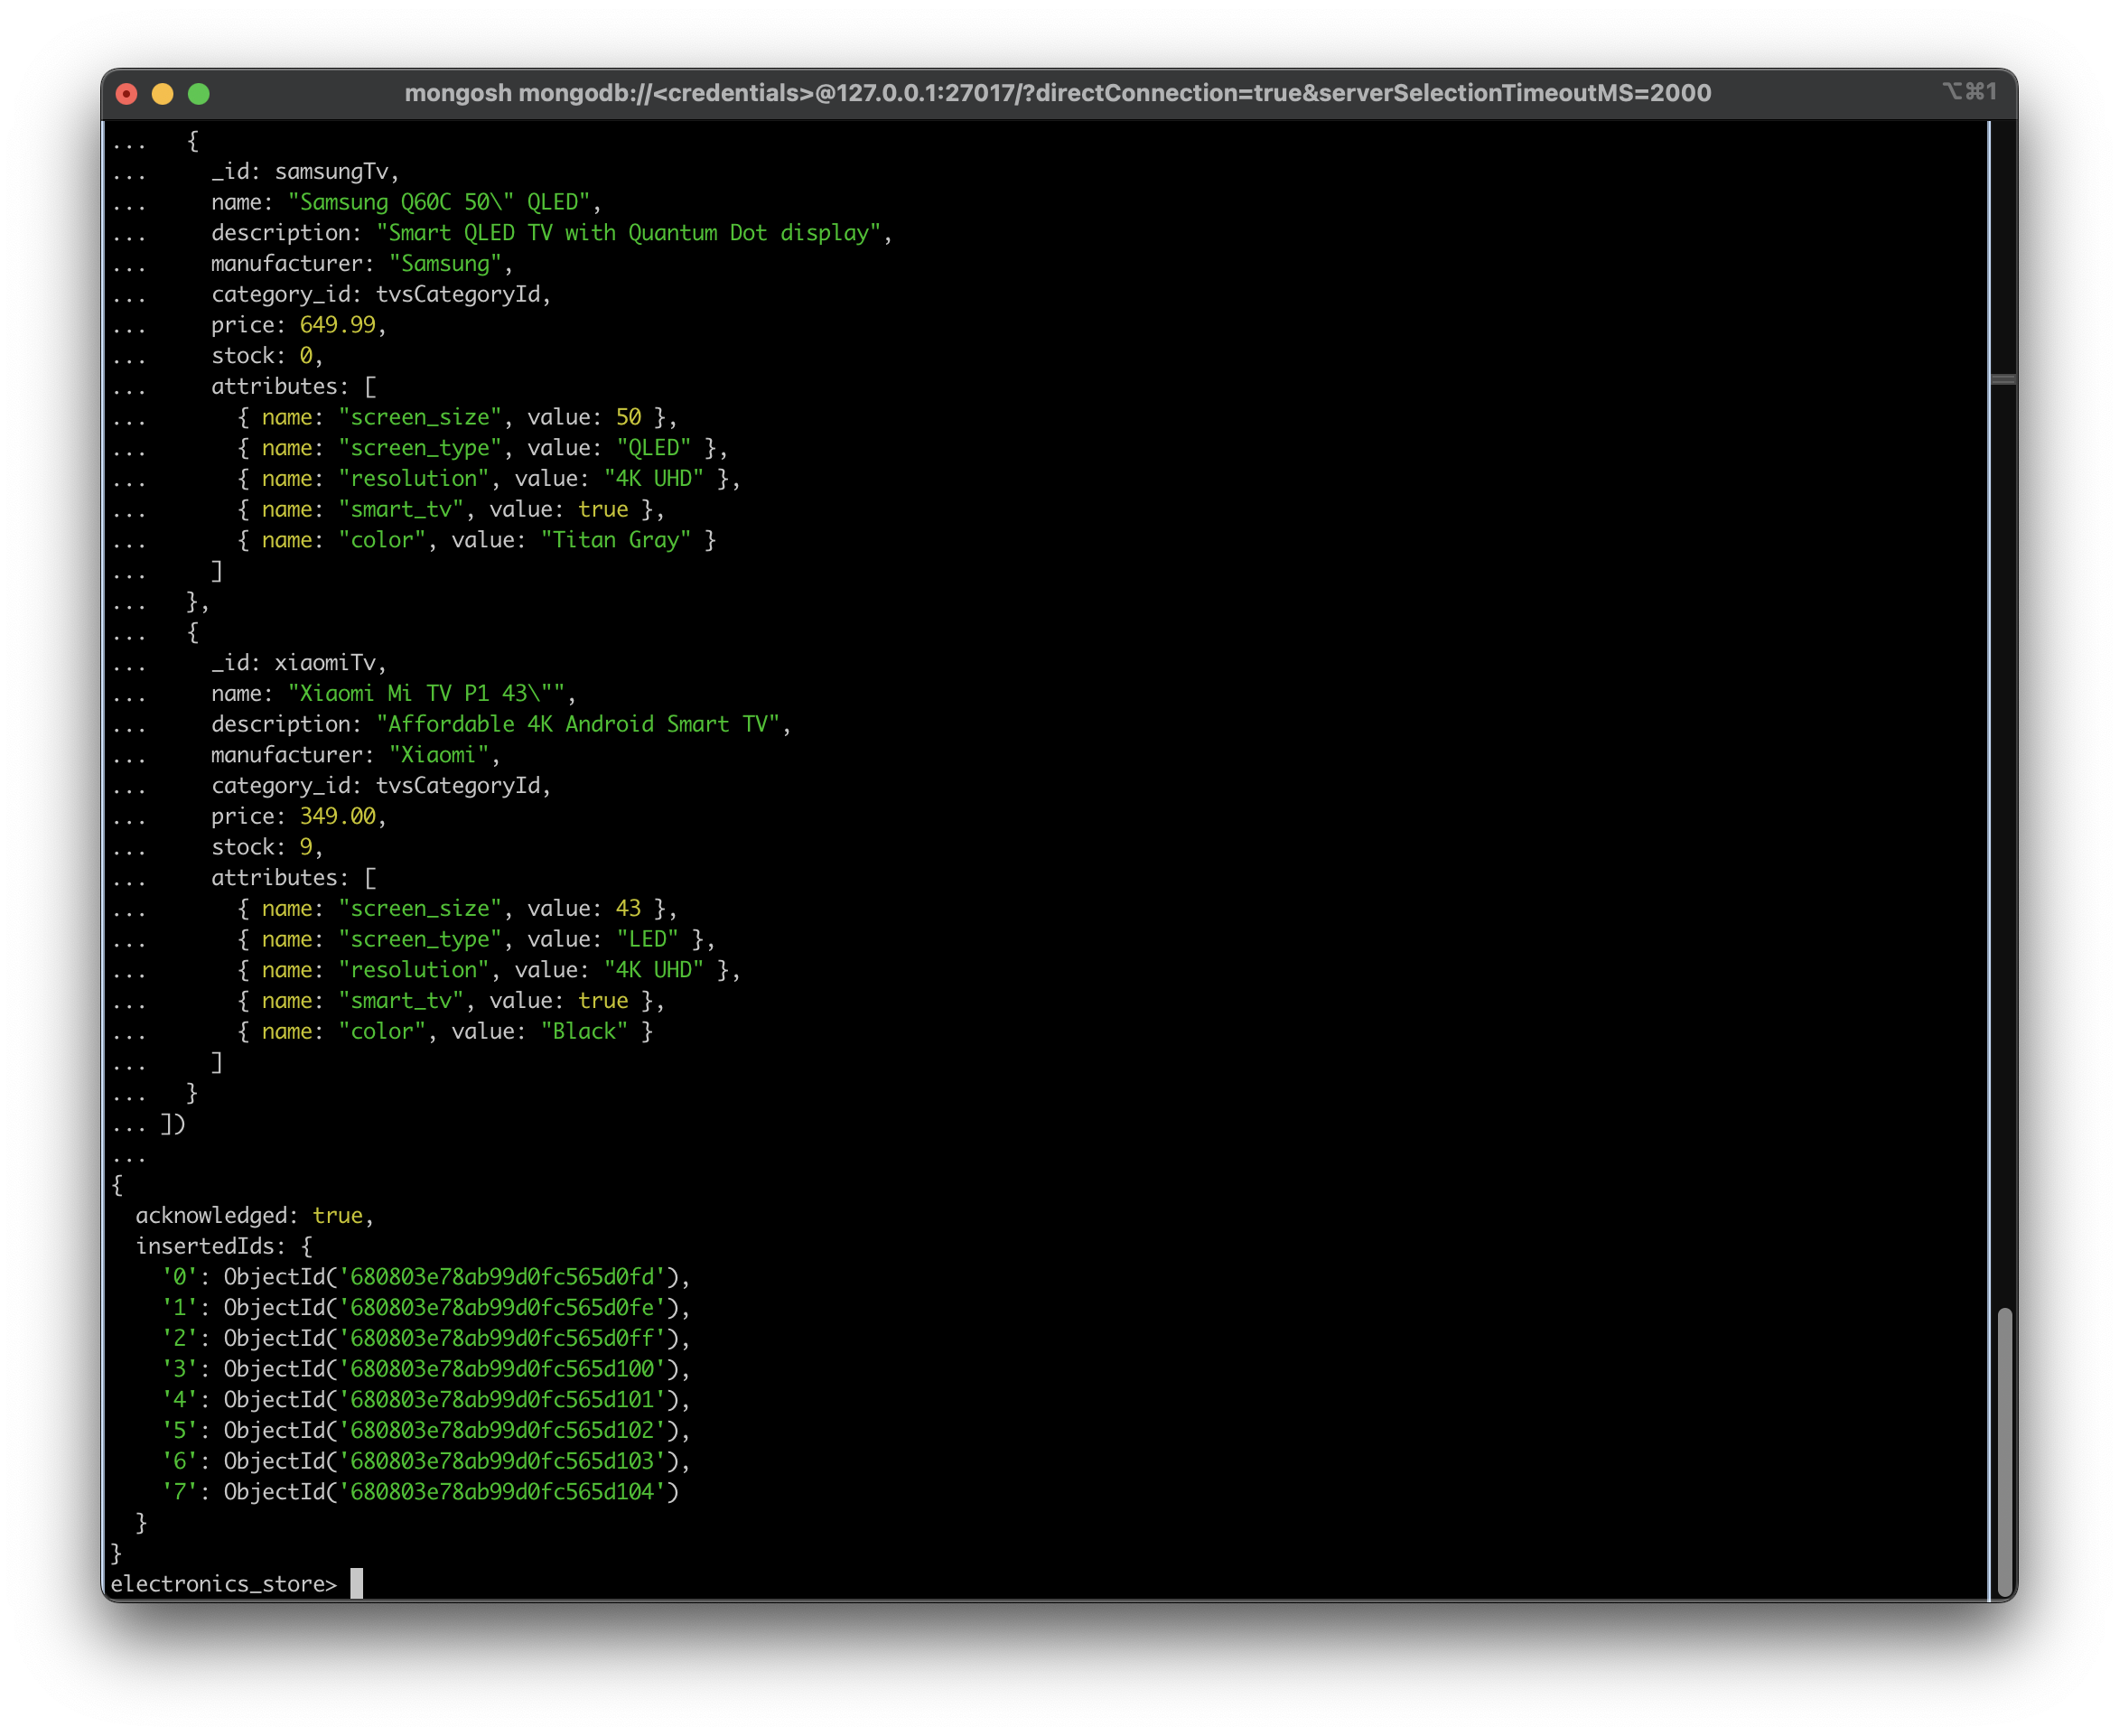 mongosh mongodb://<credentials>@127.0.0.1:27017/?directConnection=true&serverSelectionTimeoutMS=2000 ⌥⌘1
...   {
...     _id: samsungTv,
...     name: "Samsung Q60C 50\" QLED",
...     description: "Smart QLED TV with Quantum Dot display",
...     manufacturer: "Samsung",
...     category_id: tvsCategoryId,
...     price: 649.99,
...     stock: 0,
...     attributes: [
...       { name: "screen_size", value: 50 },
...       { name: "screen_type", value: "QLED" },
...       { name: "resolution", value: "4K UHD" },
...       { name: "smart_tv", value: true },
...       { name: "color", value: "Titan Gray" }
...     ]
...   },
...   {
...     _id: xiaomiTv,
...     name: "Xiaomi Mi TV P1 43\"",
...     description: "Affordable 4K Android Smart TV",
...     manufacturer: "Xiaomi",
...     category_id: tvsCategoryId,
...     price: 349.00,
...     stock: 9,
...     attributes: [
...       { name: "screen_size", value: 43 },
...       { name: "screen_type", value: "LED" },
...       { name: "resolution", value: "4K UHD" },
...       { name: "smart_tv", value: true },
...       { name: "color", value: "Black" }
...     ]
...   }
... ])
...
{
  acknowledged: true,
  insertedIds: {
    '0': ObjectId('680803e78ab99d0fc565d0fd'),
    '1': ObjectId('680803e78ab99d0fc565d0fe'),
    '2': ObjectId('680803e78ab99d0fc565d0ff'),
    '3': ObjectId('680803e78ab99d0fc565d100'),
    '4': ObjectId('680803e78ab99d0fc565d101'),
    '5': ObjectId('680803e78ab99d0fc565d102'),
    '6': ObjectId('680803e78ab99d0fc565d103'),
    '7': ObjectId('680803e78ab99d0fc565d104')
  }
}
electronics_store>